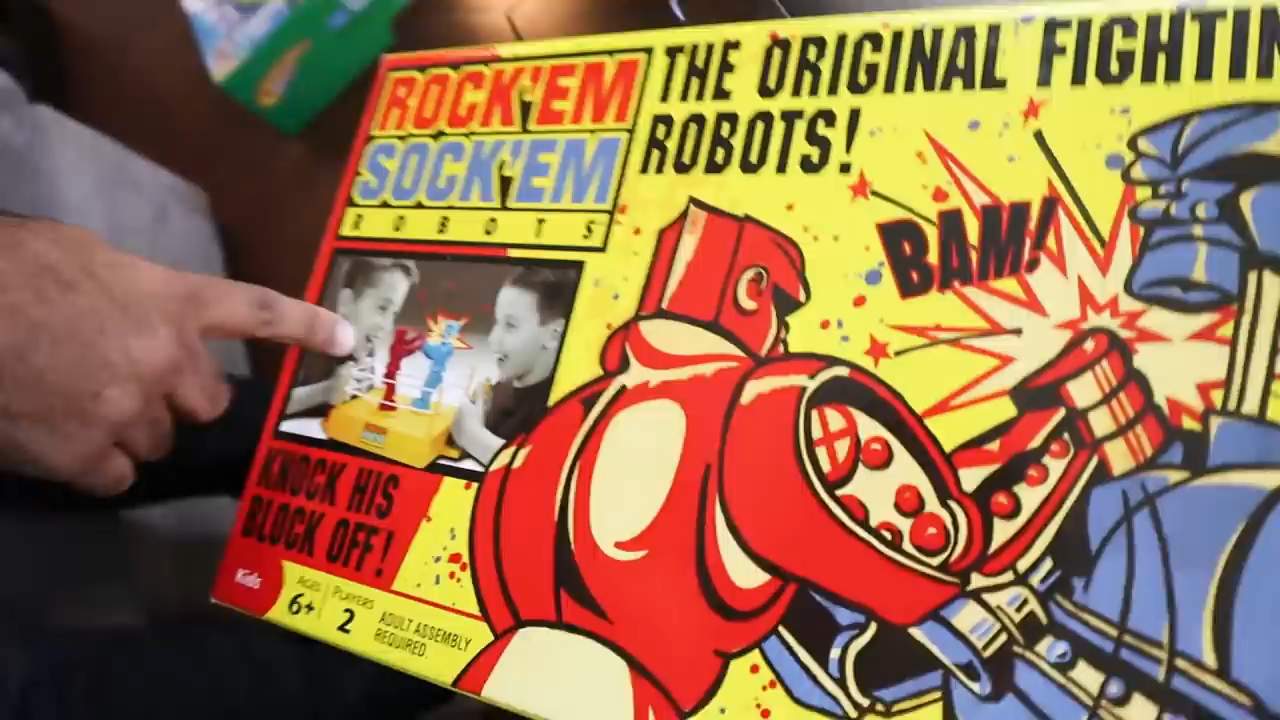 ROCK'EM
SOCK'EM
ROBOTS
THE ORIGINAL FIGHTIN
ROBOTS!
BAM!
KNOCK HIS
BLOCK OFF!
Kids
AGES 6+
PLAYERS 2
ADULT ASSEMBLY
REQUIRED.